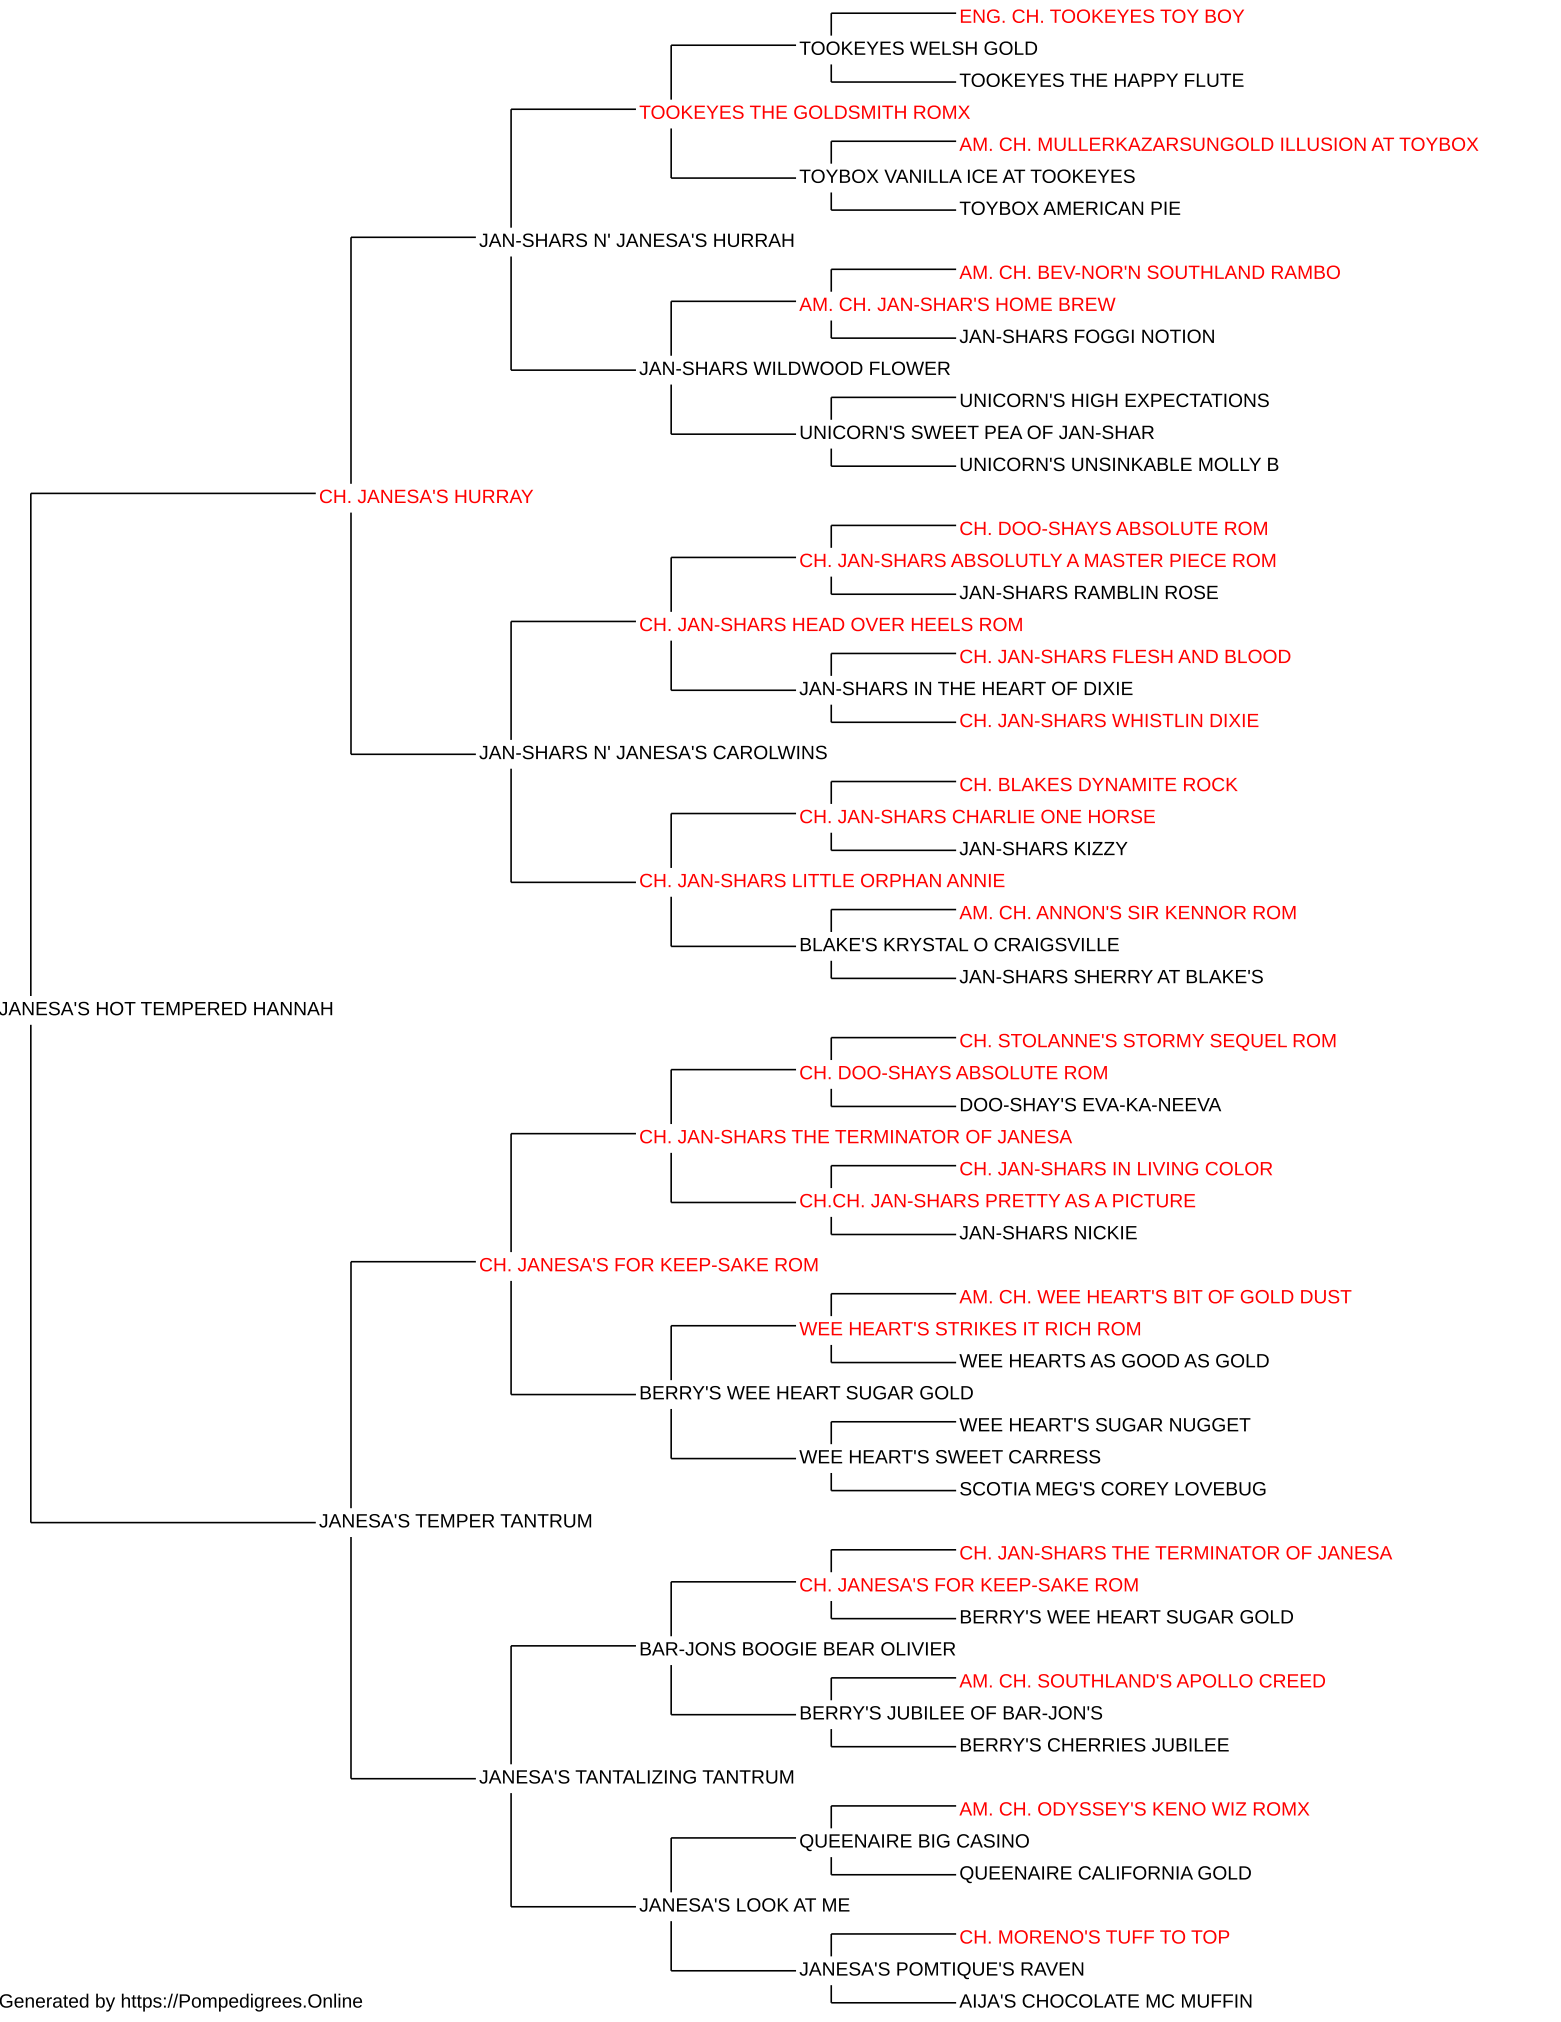 ENG. CH. TOOKEYES TOY BOY
TOOKEYES WELSH GOLD
TOOKEYES THE HAPPY FLUTE
TOOKEYES THE GOLDSMITH ROMX
AM. CH. MULLERKAZARSUNGOLD ILLUSION AT TOYBOX
TOYBOX VANILLA ICE AT TOOKEYES
TOYBOX AMERICAN PIE
JAN-SHARS N' JANESA'S HURRAH
AM. CH. BEV-NOR'N SOUTHLAND RAMBO
AM. CH. JAN-SHAR'S HOME BREW
JAN-SHARS FOGGI NOTION
JAN-SHARS WILDWOOD FLOWER
UNICORN'S HIGH EXPECTATIONS
UNICORN'S SWEET PEA OF JAN-SHAR
UNICORN'S UNSINKABLE MOLLY B
CH. JANESA'S HURRAY
CH. DOO-SHAYS ABSOLUTE ROM
CH. JAN-SHARS ABSOLUTLY A MASTER PIECE ROM
JAN-SHARS RAMBLIN ROSE
CH. JAN-SHARS HEAD OVER HEELS ROM
CH. JAN-SHARS FLESH AND BLOOD
JAN-SHARS IN THE HEART OF DIXIE
CH. JAN-SHARS WHISTLIN DIXIE
JAN-SHARS N' JANESA'S CAROLWINS
CH. BLAKES DYNAMITE ROCK
CH. JAN-SHARS CHARLIE ONE HORSE
JAN-SHARS KIZZY
CH. JAN-SHARS LITTLE ORPHAN ANNIE
AM. CH. ANNON'S SIR KENNOR ROM
BLAKE'S KRYSTAL O CRAIGSVILLE
JAN-SHARS SHERRY AT BLAKE'S
JANESA'S HOT TEMPERED HANNAH
CH. STOLANNE'S STORMY SEQUEL ROM
CH. DOO-SHAYS ABSOLUTE ROM
DOO-SHAY'S EVA-KA-NEEVA
CH. JAN-SHARS THE TERMINATOR OF JANESA
CH. JAN-SHARS IN LIVING COLOR
CH.CH. JAN-SHARS PRETTY AS A PICTURE
JAN-SHARS NICKIE
CH. JANESA'S FOR KEEP-SAKE ROM
AM. CH. WEE HEART'S BIT OF GOLD DUST
WEE HEART'S STRIKES IT RICH ROM
WEE HEARTS AS GOOD AS GOLD
BERRY'S WEE HEART SUGAR GOLD
WEE HEART'S SUGAR NUGGET
WEE HEART'S SWEET CARRESS
SCOTIA MEG'S COREY LOVEBUG
JANESA'S TEMPER TANTRUM
CH. JAN-SHARS THE TERMINATOR OF JANESA
CH. JANESA'S FOR KEEP-SAKE ROM
BERRY'S WEE HEART SUGAR GOLD
BAR-JONS BOOGIE BEAR OLIVIER
AM. CH. SOUTHLAND'S APOLLO CREED
BERRY'S JUBILEE OF BAR-JON'S
BERRY'S CHERRIES JUBILEE
JANESA'S TANTALIZING TANTRUM
AM. CH. ODYSSEY'S KENO WIZ ROMX
QUEENAIRE BIG CASINO
QUEENAIRE CALIFORNIA GOLD
JANESA'S LOOK AT ME
CH. MORENO'S TUFF TO TOP
JANESA'S POMTIQUE'S RAVEN
AIJA'S CHOCOLATE MC MUFFIN
Generated by https://Pompedigrees.Online